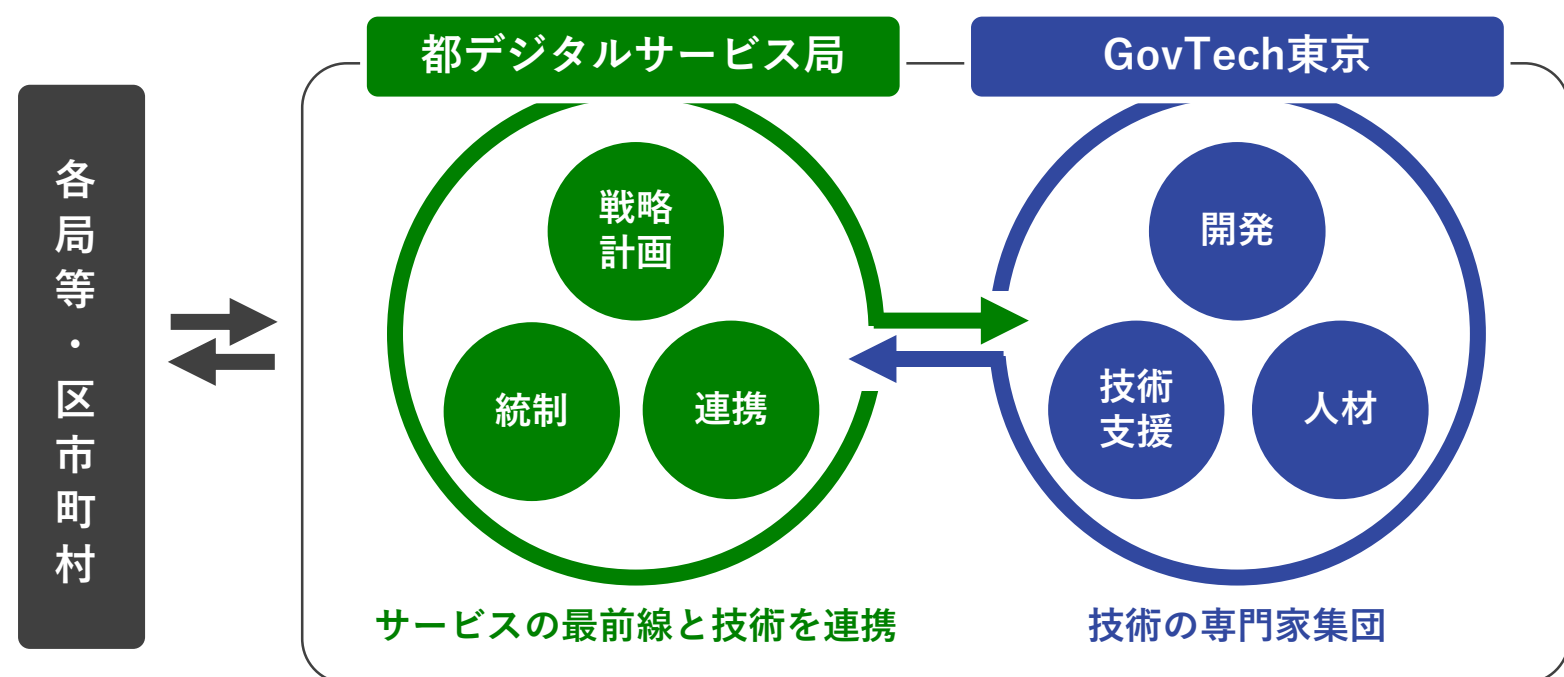 各局等・区市町村
都デジタルサービス局
戦略
計画
統制
連携
サービスの最前線と技術を連携
GovTech東京
開発
技術
支援
人材
技術の専門家集団